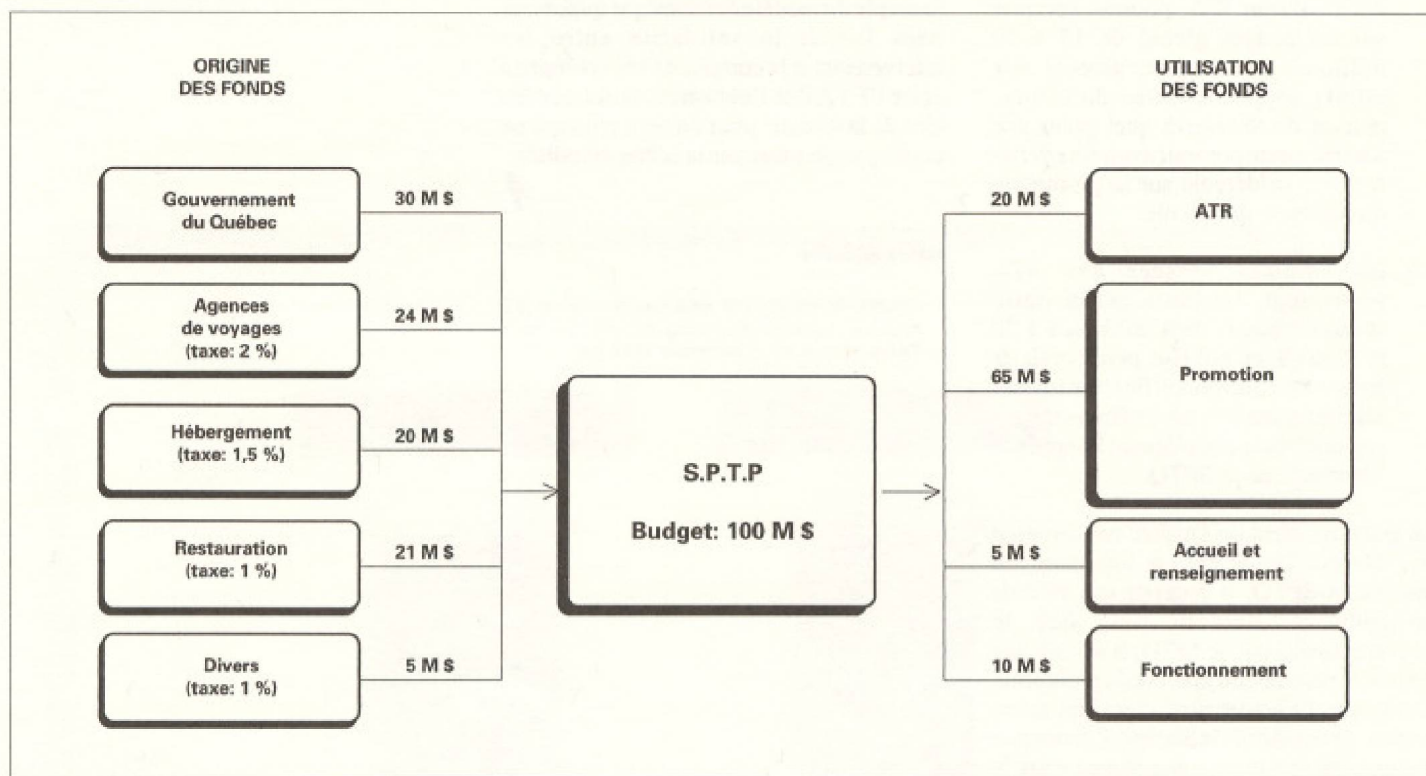 ORIGINE
DES FONDS
UTILISATION
DES FONDS
Gouvernement
du Québec
30 M $
Agences
de voyages
(taxe: 2 %)
24 M $
Hébergement
(taxe: 1,5 %)
20 M $
Restauration
(taxe: 1 %)
21 M $
Divers
(taxe: 1 %)
5 M $
S.P.T.P
Budget: 100 M $
20 M $
ATR
65 M $
Promotion
5 M $
Accueil et
renseignement
10 M $
Fonctionnement